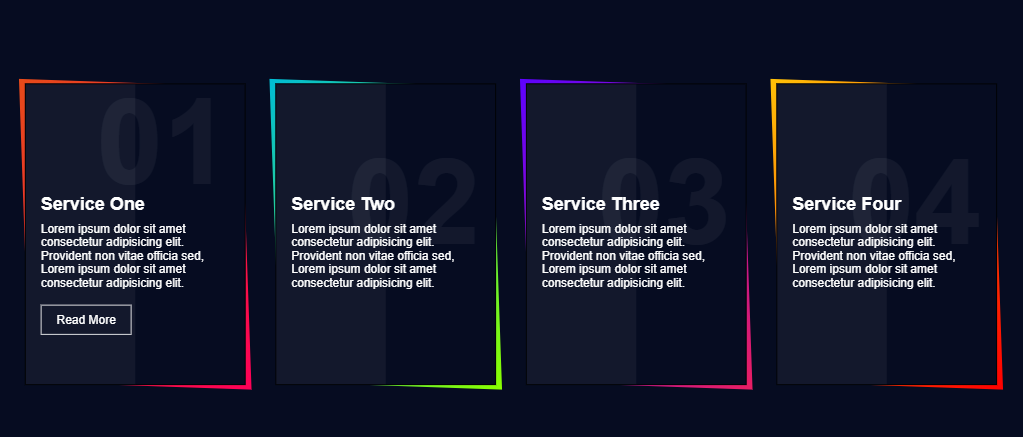 01
Service One
Lorem ipsum dolor sit amet
consectetur adipisicing elit.
Provident non vitae officia sed,
Lorem ipsum dolor sit amet
consectetur adipisicing elit.
Read More
02
Service Two
Lorem ipsum dolor sit amet
consectetur adipisicing elit.
Provident non vitae officia sed,
Lorem ipsum dolor sit amet
consectetur adipisicing elit.
03
Service Three
Lorem ipsum dolor sit amet
consectetur adipisicing elit.
Provident non vitae officia sed,
Lorem ipsum dolor sit amet
consectetur adipisicing elit.
04
Service Four
Lorem ipsum dolor sit amet
consectetur adipisicing elit.
Provident non vitae officia sed,
Lorem ipsum dolor sit amet
consectetur adipisicing elit.